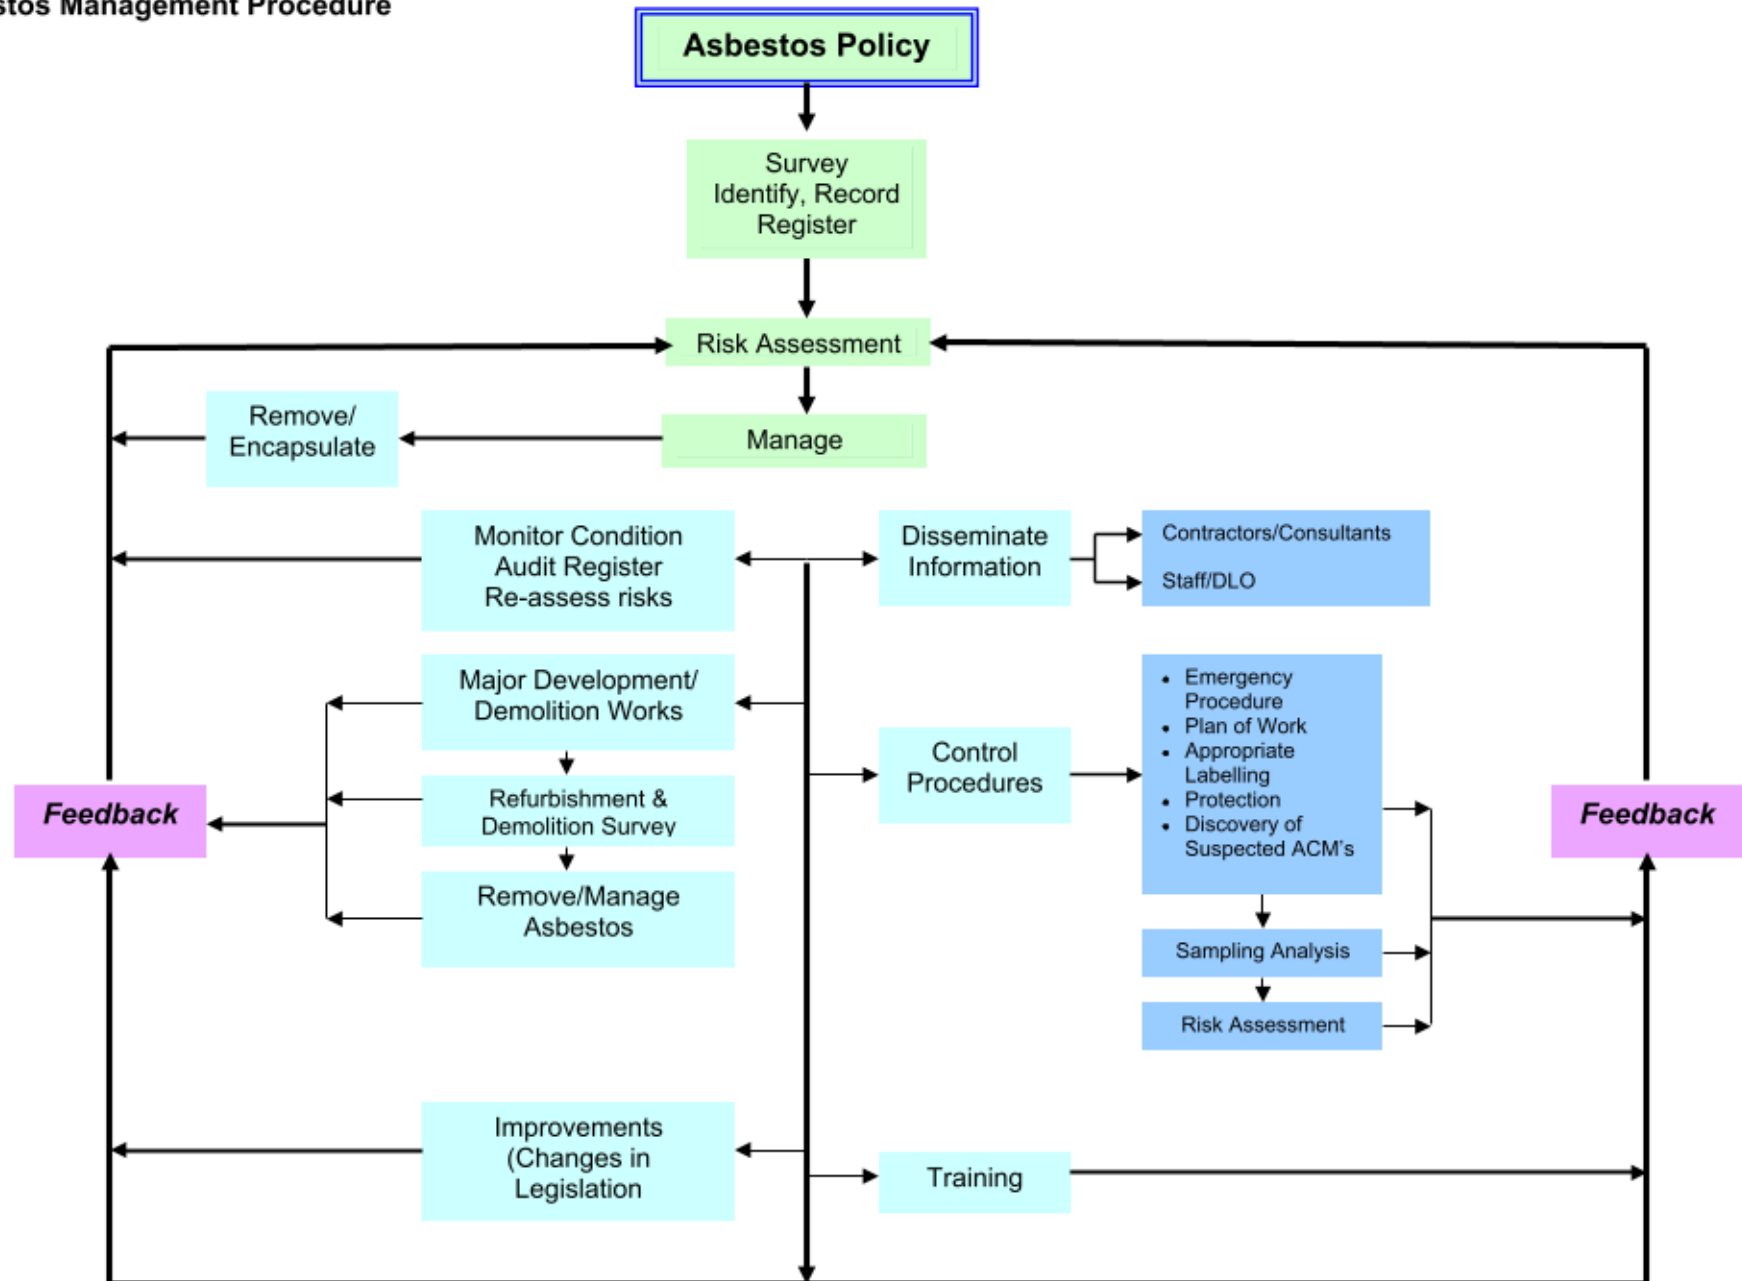 stos Management Procedure
Asbestos Policy
Survey
Identify, Record
Register
Risk Assessment
Remove/
Encapsulate
Manage
Monitor Condition
Audit Register
Re-assess risks
Disseminate
Information
Contractors/Consultants
Staff/DLO
Major Development/
Demolition Works
Refurbishment &
Demolition Survey
Remove/Manage
Asbestos
Control
Procedures
• Emergency
Procedure
• Plan of Work
• Appropriate
Labelling
• Protection
• Discovery of
Suspected ACM's
Feedback
Feedback
Sampling Analysis
Risk Assessment
Improvements
(Changes in
Legislation
Training